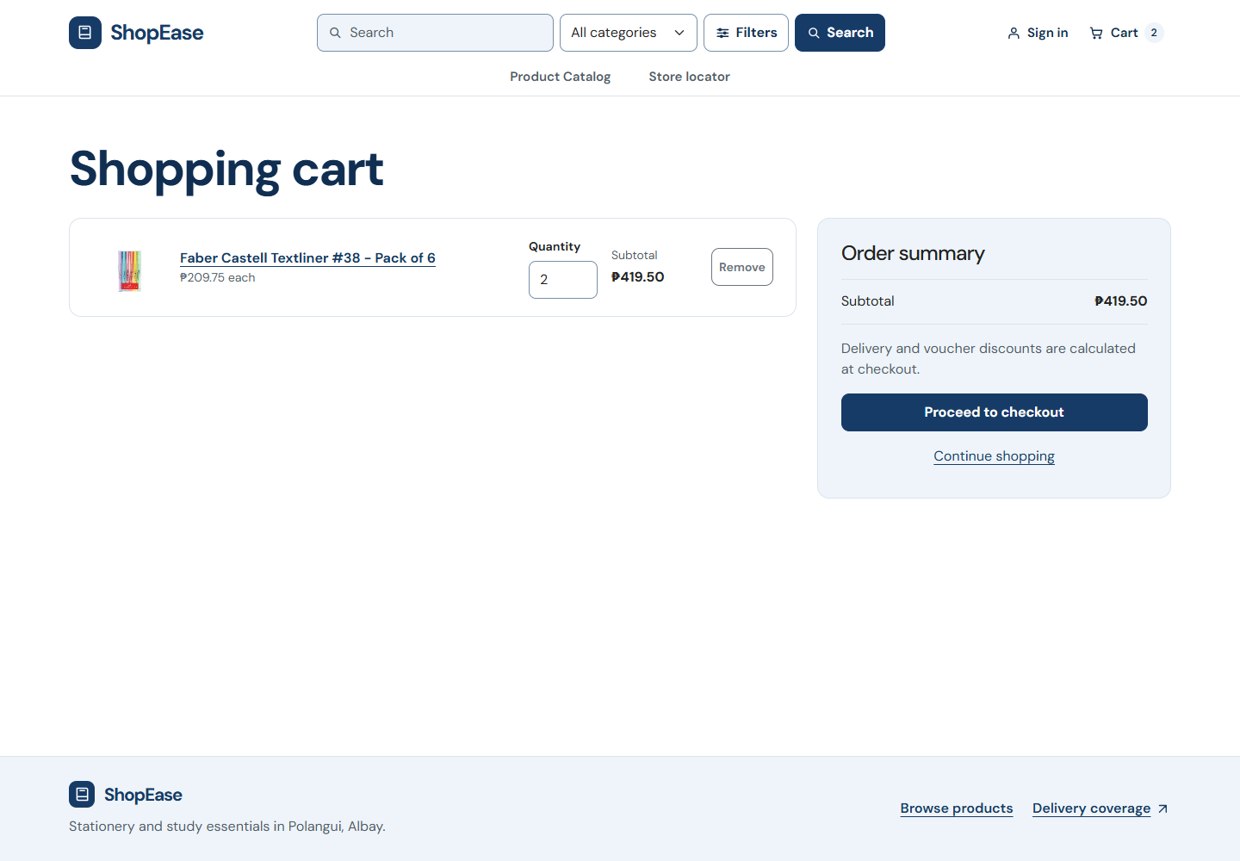 ShopEase
Search
All categories
Filters
Search
Sign in
Cart 2
Product Catalog
Store locator
Shopping cart
Faber Castell Textliner #38 - Pack of 6
₱209.75 each
Quantity
2
Subtotal
₱419.50
Remove
Order summary
Subtotal ₱419.50
Delivery and voucher discounts are calculated
at checkout.
Proceed to checkout
Continue shopping
ShopEase
Stationery and study essentials in Polangui, Albay.
Browse products
Delivery coverage